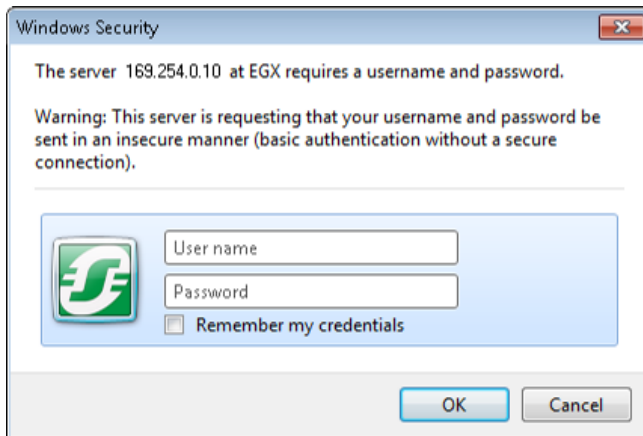 Windows Security
The server 169.254.0.10 at EGX requires a username and password.
Warning: This server is requesting that your username and password be
sent in an insecure manner (basic authentication without a secure
connection).
User name
Password
Remember my credentials
OK
Cancel